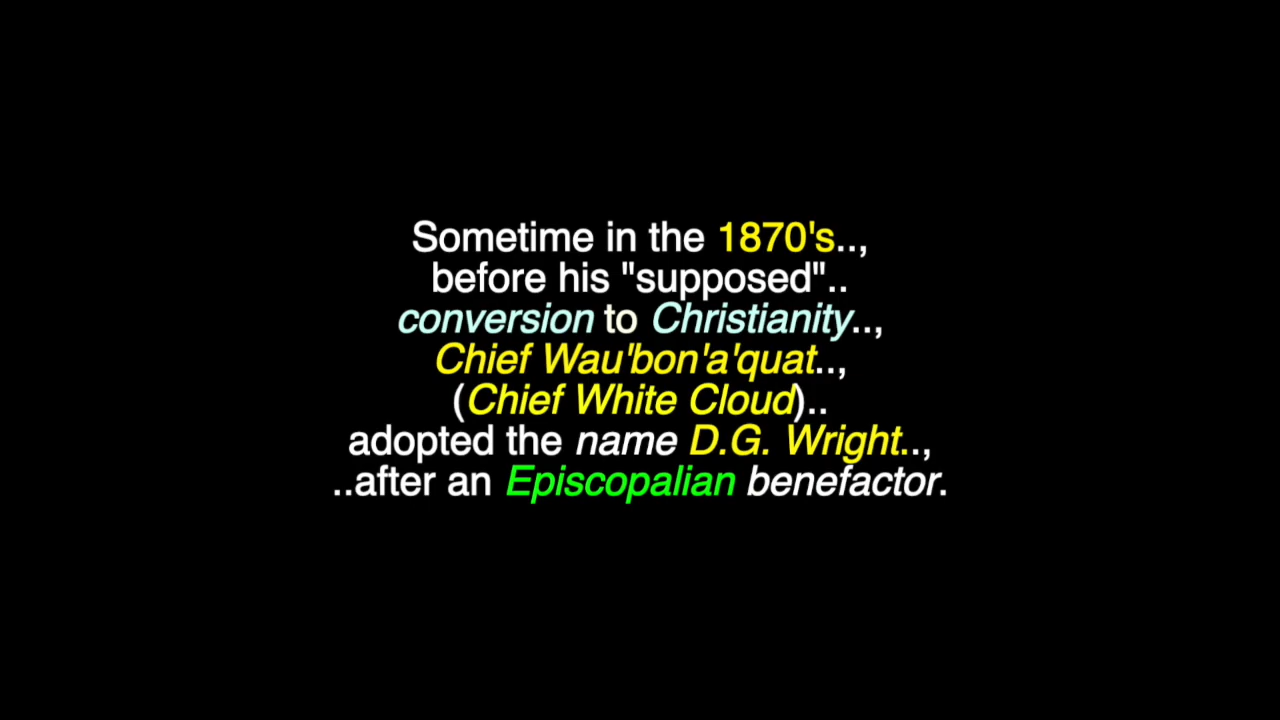 Sometime in the 1870's..,
before his "supposed"..
conversion to Christianity..,
Chief Wau'bon'a'quat..,
(Chief White Cloud)..
adopted the name D.G. Wright..,
..after an Episcopalian benefactor.